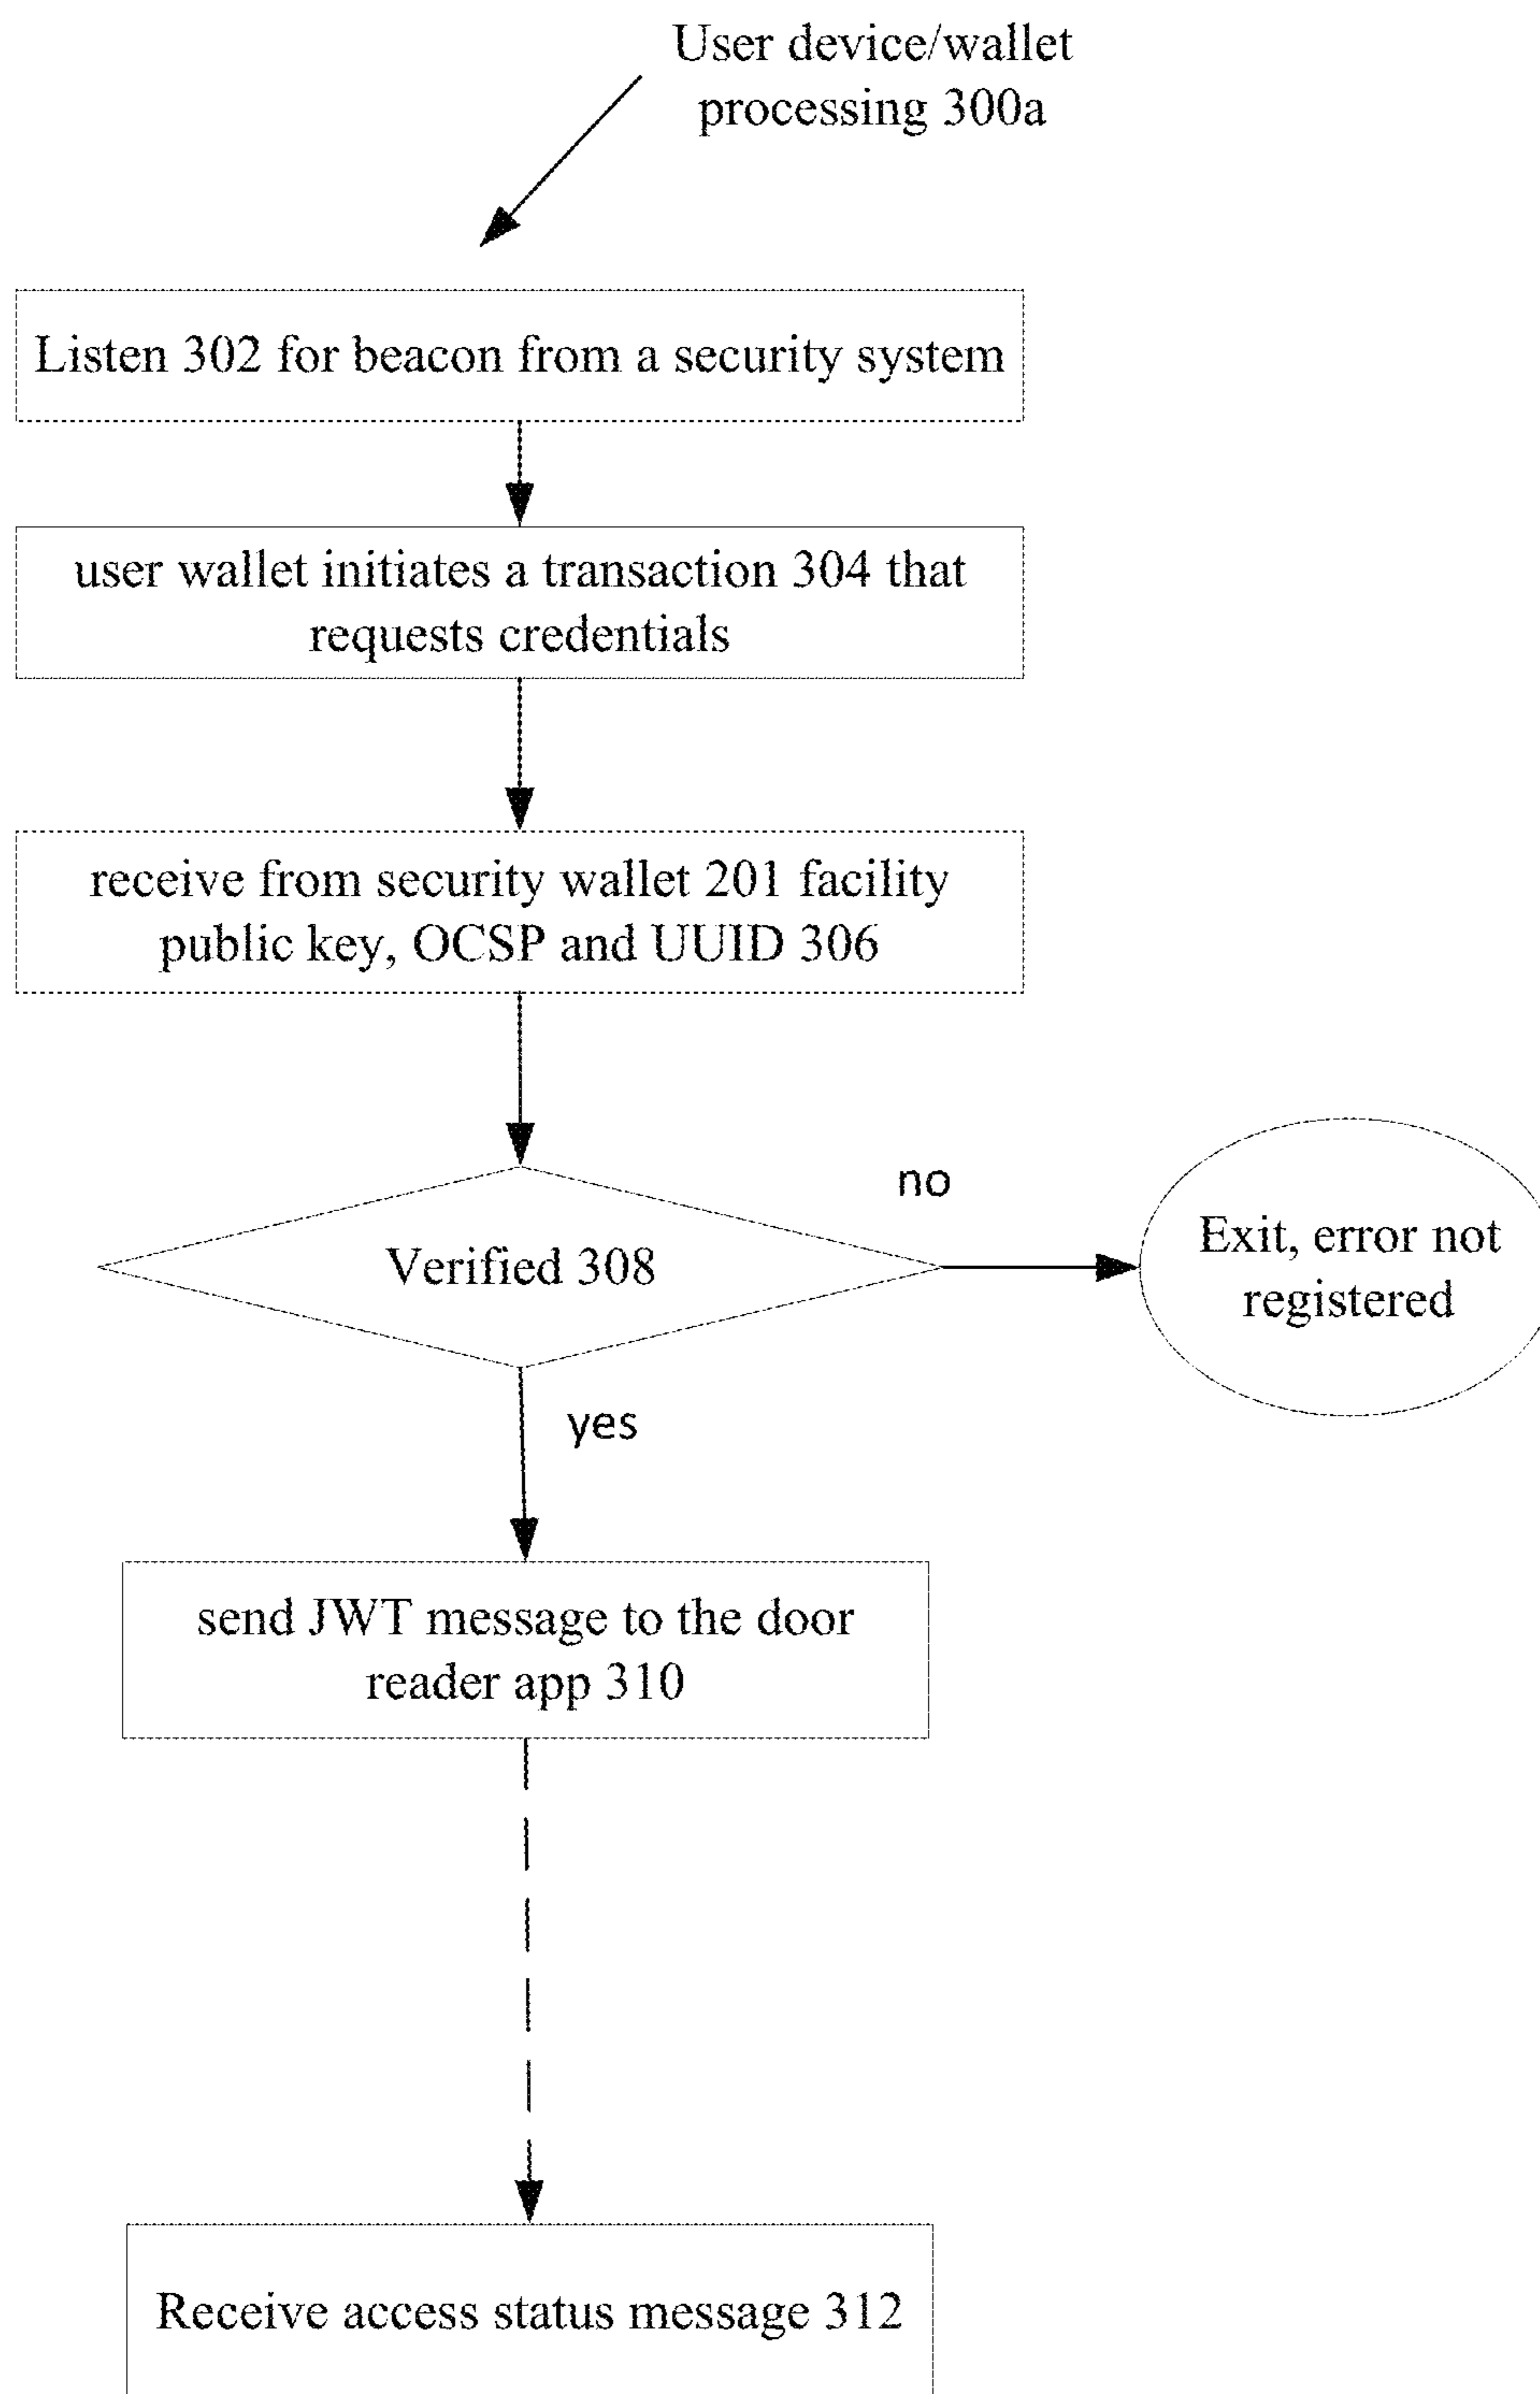 User device/wallet
processing 300a
Listen 302 for beacon from a security system
user wallet initiates a transaction 304 that
requests credentials
receive from security wallet 201 facility
public key, OCSP and UUID 306
no
Verified 308
Exit, error not
registered
yes
send JWT message to the door
reader app 310
Receive access status message 312